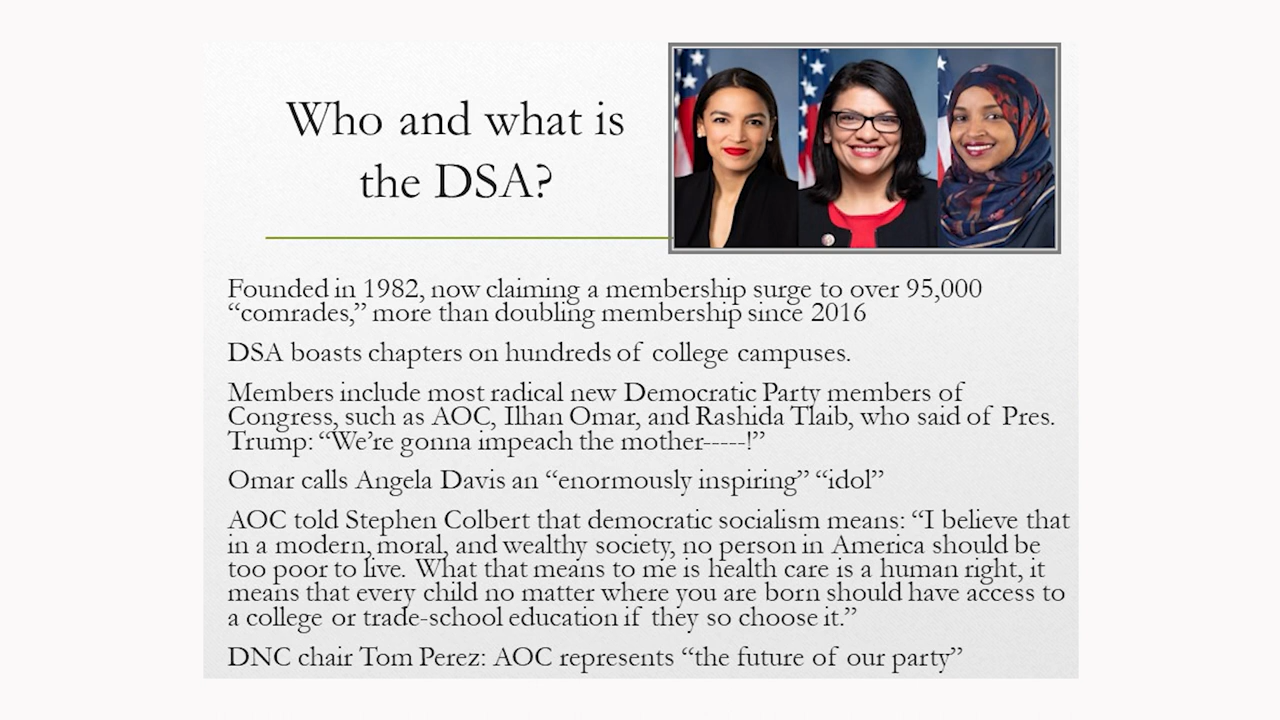 Who and what is
the DSA?
Founded in 1982, now claiming a membership surge to over 95,000
“comrades,” more than doubling membership since 2016
DSA boasts chapters on hundreds of college campuses.
Members include most radical new Democratic Party members of
Congress, such as AOC, Ilhan Omar, and Rashida Tlaib, who said of Pres.
Trump: “We’re gonna impeach the mother-----!”
Omar calls Angela Davis an “enormously inspiring” “idol”
AOC told Stephen Colbert that democratic socialism means: “I believe that
in a modern, moral, and wealthy society, no person in America should be
too poor to live. What that means to me is health care is a human right, it
means that every child no matter where you are born should have access to
a college or trade-school education if they so choose it.”
DNC chair Tom Perez: AOC represents “the future of our party”